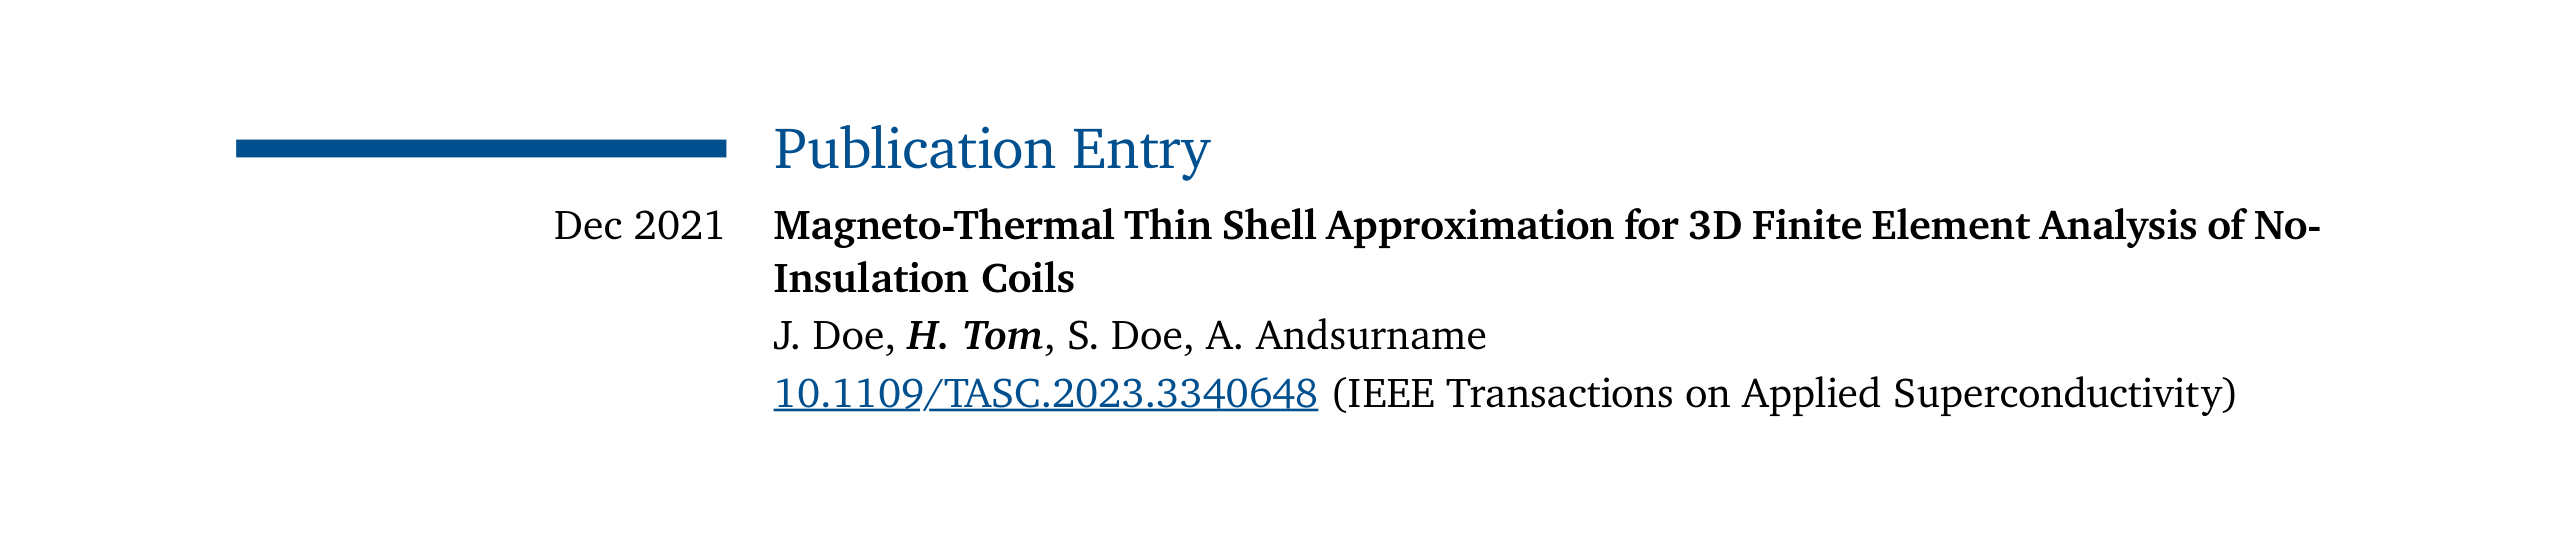 Publication Entry
Dec 2021 Magneto-Thermal Thin Shell Approximation for 3D Finite Element Analysis of No-
Insulation Coils
J. Doe, H. Tom, S. Doe, A. Andsurname
10.1109/TASC.2023.3340648 (IEEE Transactions on Applied Superconductivity)